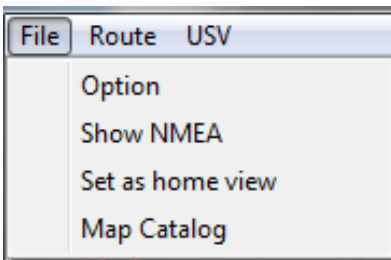 File Route USV
Option
Show NMEA
Set as home view
Map Catalog